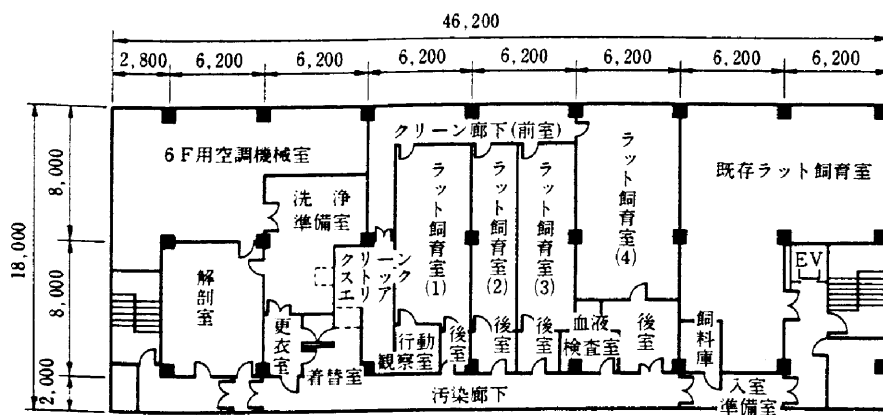 46,200
2,800
6,200
6,200
6,200
6,200
6,200
6,200
6,200
18,000
8,000
8,000
2,000
6F用空調機械室
洗浄
準備室
解剖室
更衣室
着替室
クリーン
ストック
エリア
クリーン廊下(前室)
ラット飼育室(1)
ラット飼育室(2)
ラット飼育室(3)
ラット飼育室(4)
既存ラット飼育室
行動
観察室
後室
後室
後室
血液
検査室
後室
飼料庫
EV
汚染廊下
入室
準備室